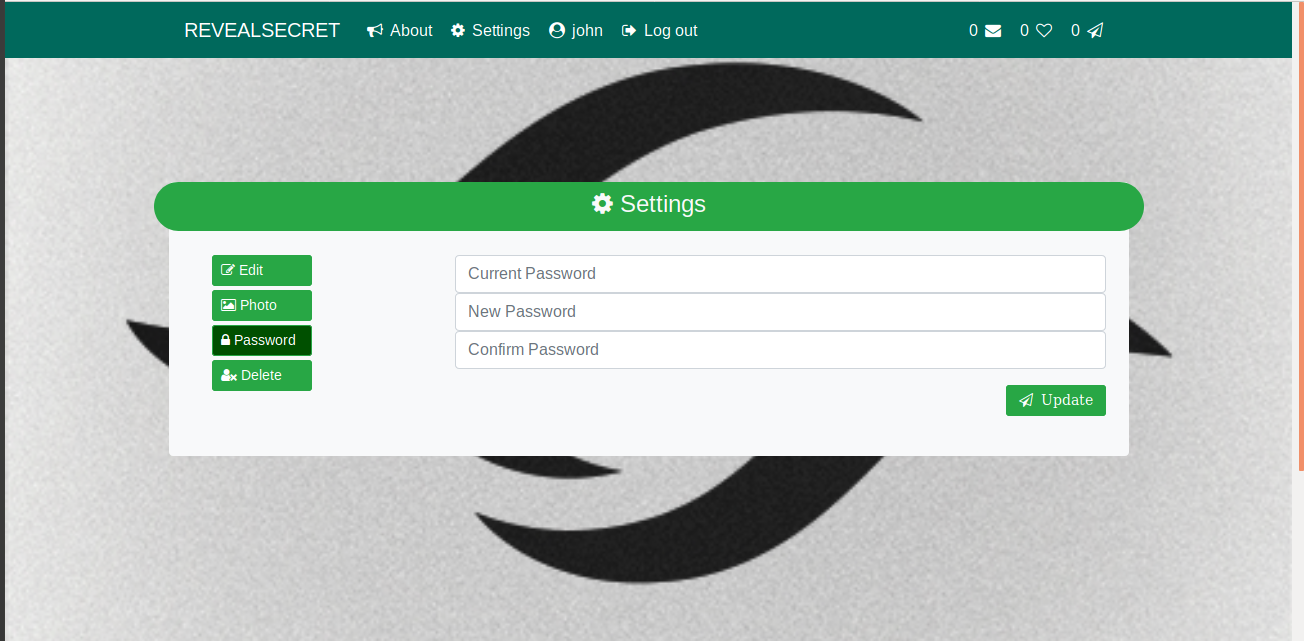 REVEALSECRET About Settings john Log out 0 0 0
Settings
Edit
Photo
Password
Delete
Current Password
New Password
Confirm Password
Update